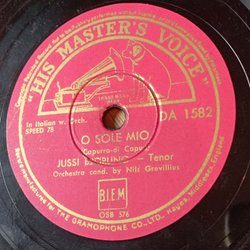 "HIS MASTER'S VOICE"
DA 1582
In Italian w. Orch.
SPEED 78
O SOLE MIO
Capurro-di Capua
JUSSI BJÖRLING — Tenor
Orchestra cond. by Nils Grevillius
BIEM
OSB 576
THE GRAMOPHONE CO., LTD., Hayes, Middlesex, England